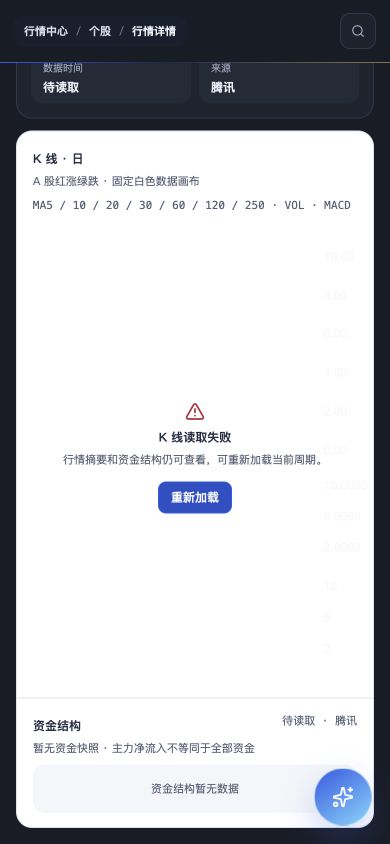 行情中心 / 个股 / 行情详情
数据时间
待读取
来源
腾讯
K 线 · 日
A 股红涨绿跌 · 固定白色数据画布
MA5 / 10 / 20 / 30 / 60 / 120 / 250 · VOL · MACD
10.00
8.00
6.00
4.00
2.00
0.00
10.0000
5.0000
2.0000
10
6
2
K 线读取失败
行情摘要和资金结构仍可查看，可重新加载当前周期。
重新加载
资金结构
待读取 · 腾讯
暂无资金快照 · 主力净流入不等同于全部资金
资金结构暂无数据